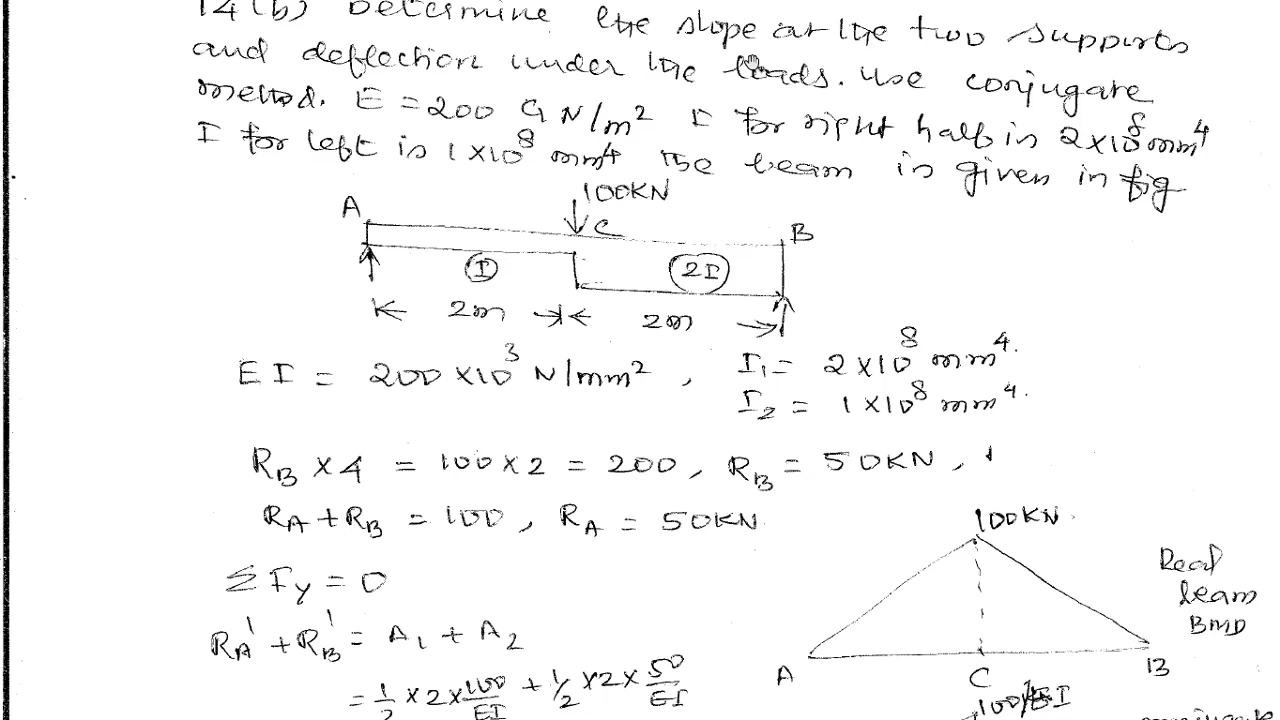 14(b) Determine the slope at the two supports
and deflection under the loads. Use conjugate
method. E = 200 GN/m² I for right half is 2×10⁸ mm⁴
I for left is 1×10⁸ mm⁴ The beam is given in fig
100KN
A
C
B
I
2I
2m
2m
EI = 200 × 10³ N/mm² , I₁ = 2×10⁸ mm⁴.
I₂ = 1×10⁸ mm⁴.
R_B × 4 = 100 × 2 = 200, R_B = 50KN,
R_A + R_B = 100, R_A = 50KN.
100KN.
Real
beam
BMD
Σ Fy = 0
R_A' + R_B' = A₁ + A₂
A
C
B
= 1/2 × 2 × 100/EI + 1/2 × 2 × 50/EI
100/EI